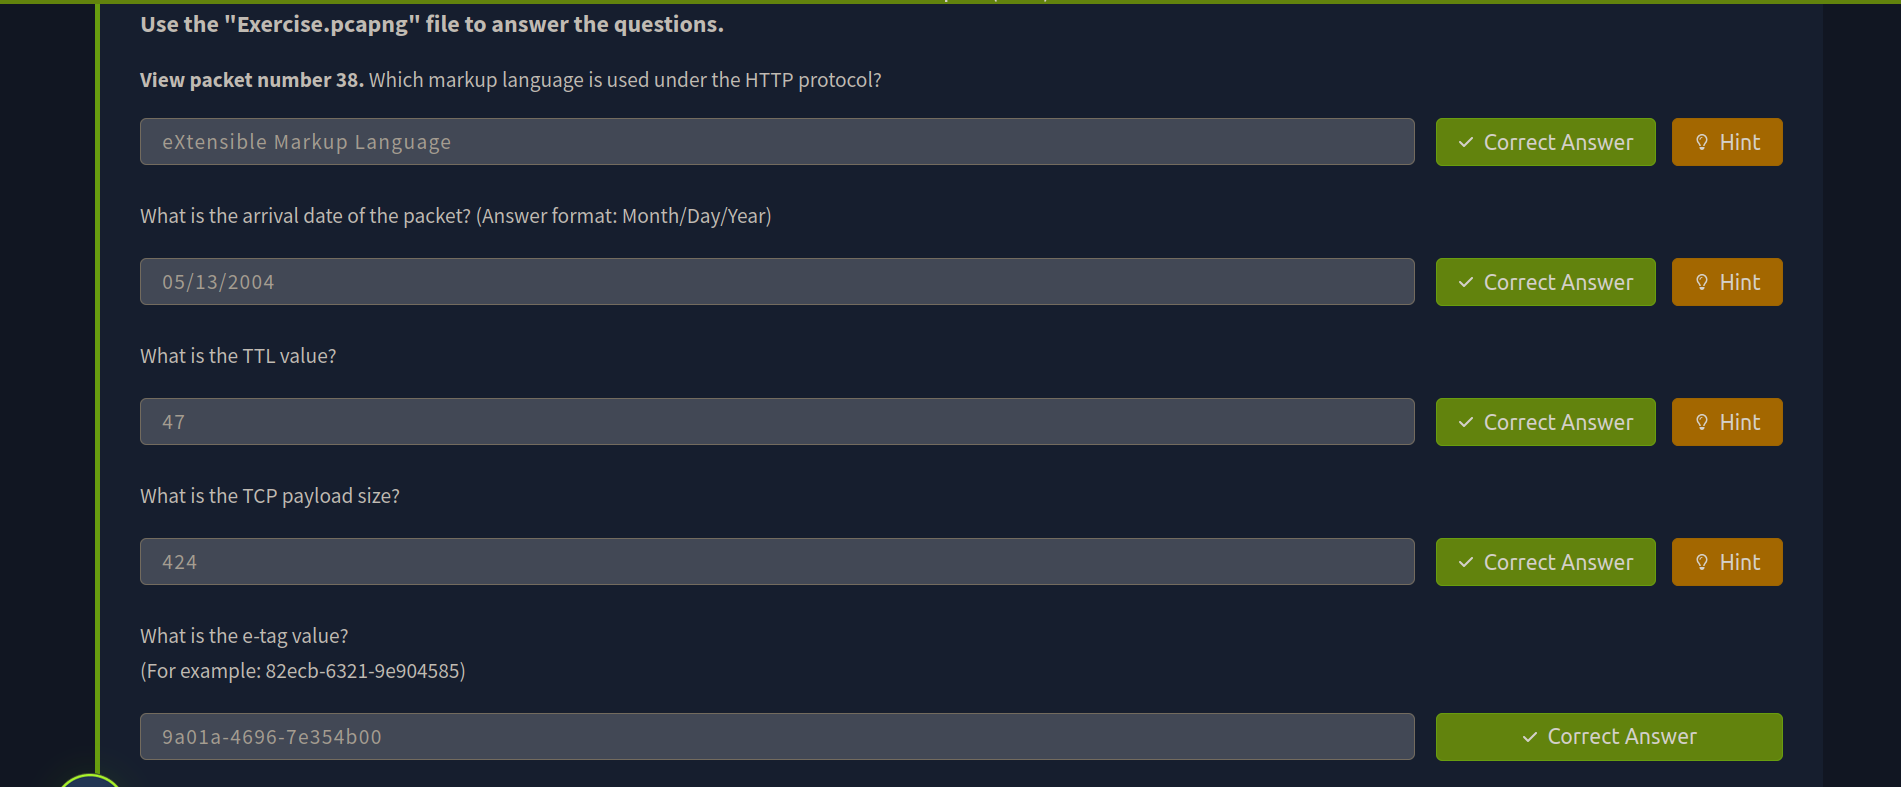 Use the "Exercise.pcapng" file to answer the questions.
View packet number 38. Which markup language is used under the HTTP protocol?
eXtensible Markup Language
Correct Answer
Hint
What is the arrival date of the packet? (Answer format: Month/Day/Year)
05/13/2004
Correct Answer
Hint
What is the TTL value?
47
Correct Answer
Hint
What is the TCP payload size?
424
Correct Answer
Hint
What is the e-tag value?
(For example: 82ecb-6321-9e904585)
9a01a-4696-7e354b00
Correct Answer